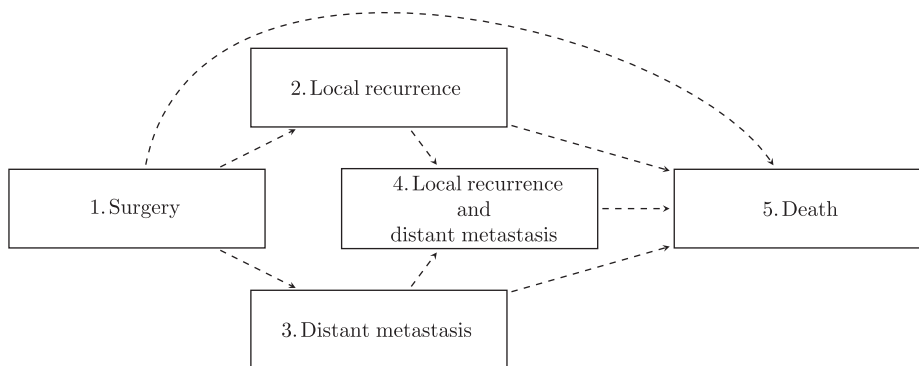 2. Local recurrence
1. Surgery
4. Local recurrence
and
distant metastasis
5. Death
3. Distant metastasis